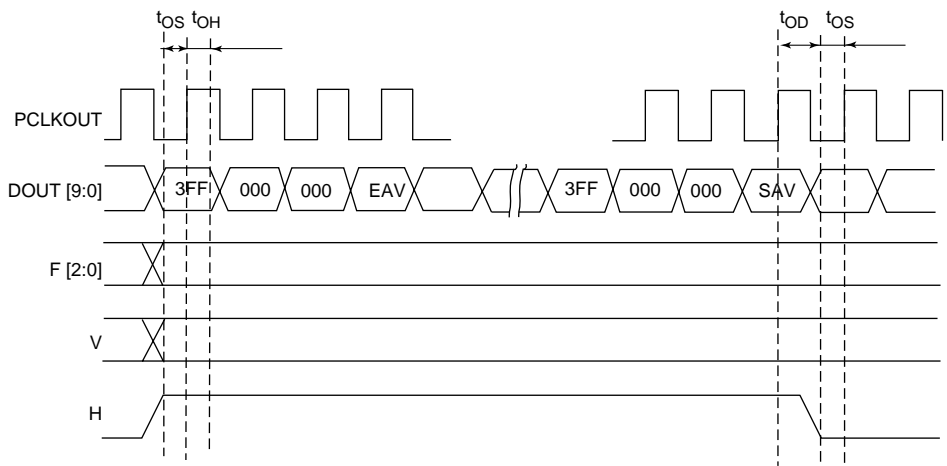 tOS tOH tOD tOS
PCLKOUT
DOUT [9:0] 3FF 000 000 EAV 3FF 000 000 SAV
F [2:0]
V
H